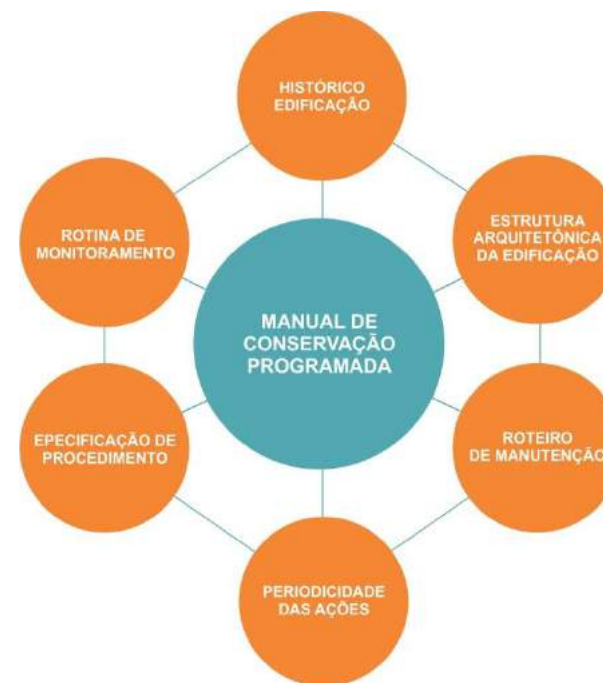 HISTÓRICO
EDIFICAÇÃO
ESTRUTURA
ARQUITETÔNICA
DA EDIFICAÇÃO
ROTINA DE
MONITORAMENTO
MANUAL DE
CONSERVAÇÃO
PROGRAMADA
EPECIFICAÇÃO DE
PROCEDIMENTO
ROTEIRO
DE MANUTENÇÃO
PERIODICIDADE
DAS AÇÕES